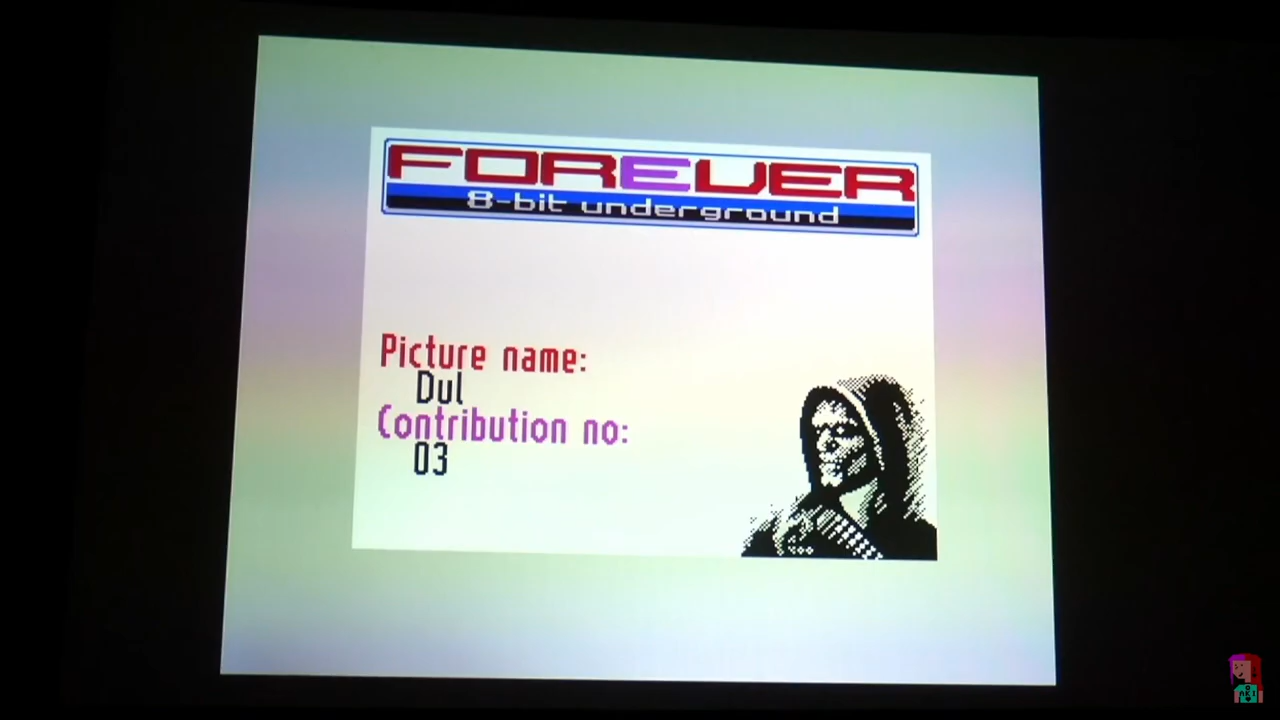 FOREVER
8-bit underground
Picture name:
Dul
Contribution no:
03